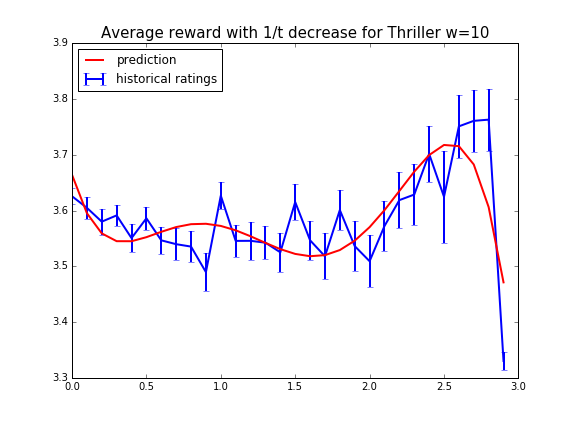 Average reward with 1/t decrease for Thriller w=10
3.9
3.8
3.7
3.6
3.5
3.4
3.3
prediction
historical ratings
0.0 0.5 1.0 1.5 2.0 2.5 3.0